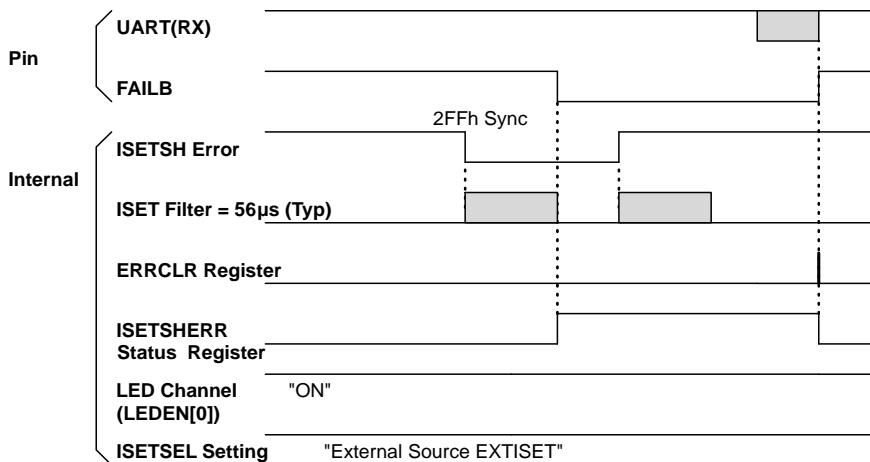 UART(RX)
Pin
FAILB
2FFh Sync
ISETSH Error
Internal
ISET Filter = 56µs (Typ)
ERRCLR Register
ISETSHERR
Status Register
LED Channel "ON"
(LEDEN[0])
ISETSEL Setting "External Source EXTISET"